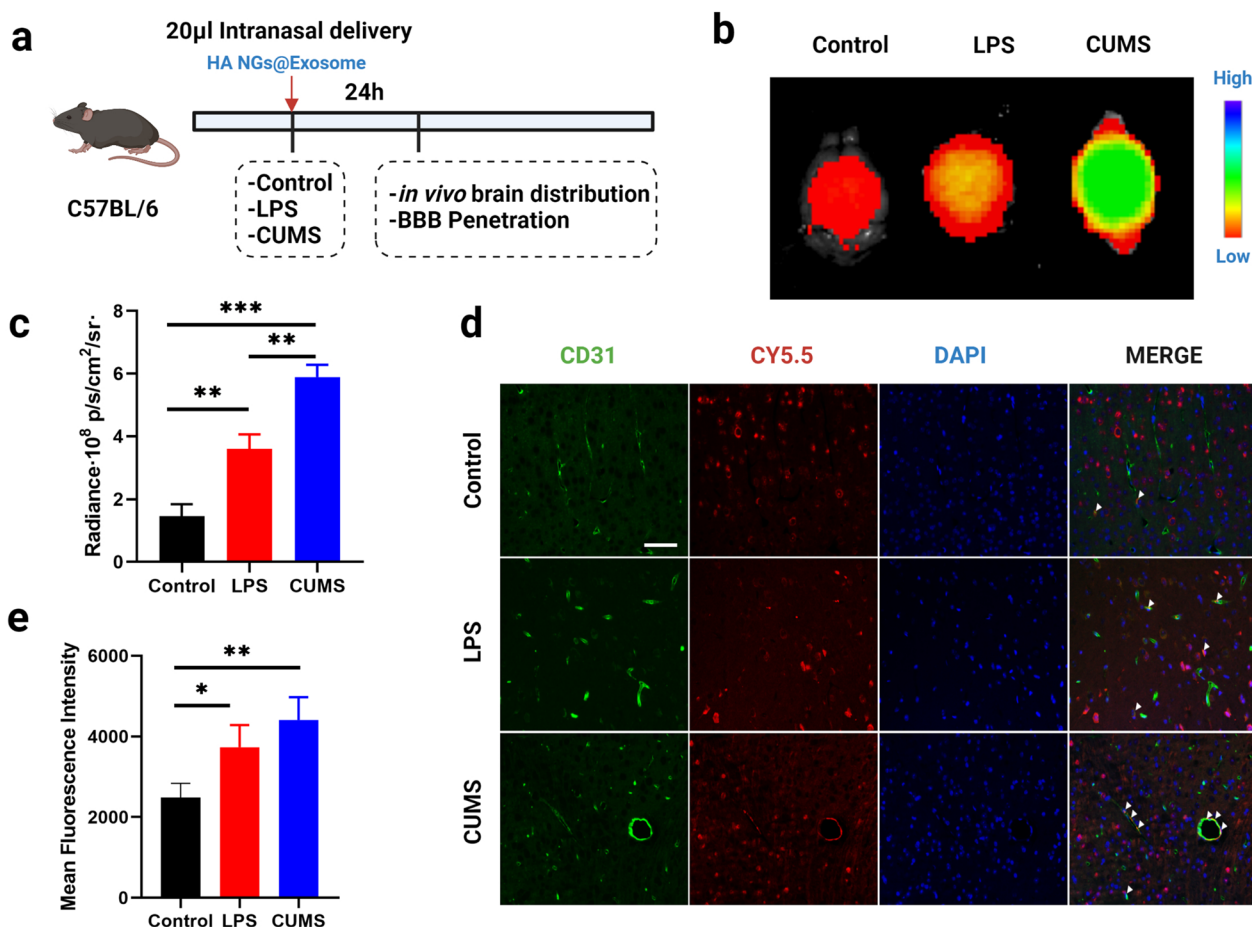 a
20µl Intranasal delivery
HA NGs@Exosome
24h
C57BL/6
-Control
-LPS
-CUMS
-in vivo brain distribution
-BBB Penetration
b
Control LPS CUMS
High
Low
c
Radiance·10⁸ p/s/cm²/sr·
8
6
4
2
0
***
**
**
Control LPS CUMS
d
CD31 CY5.5 DAPI MERGE
Control
LPS
CUMS
e
Mean Fluorescence Intensity
6000
4000
2000
0
**
*
Control LPS CUMS